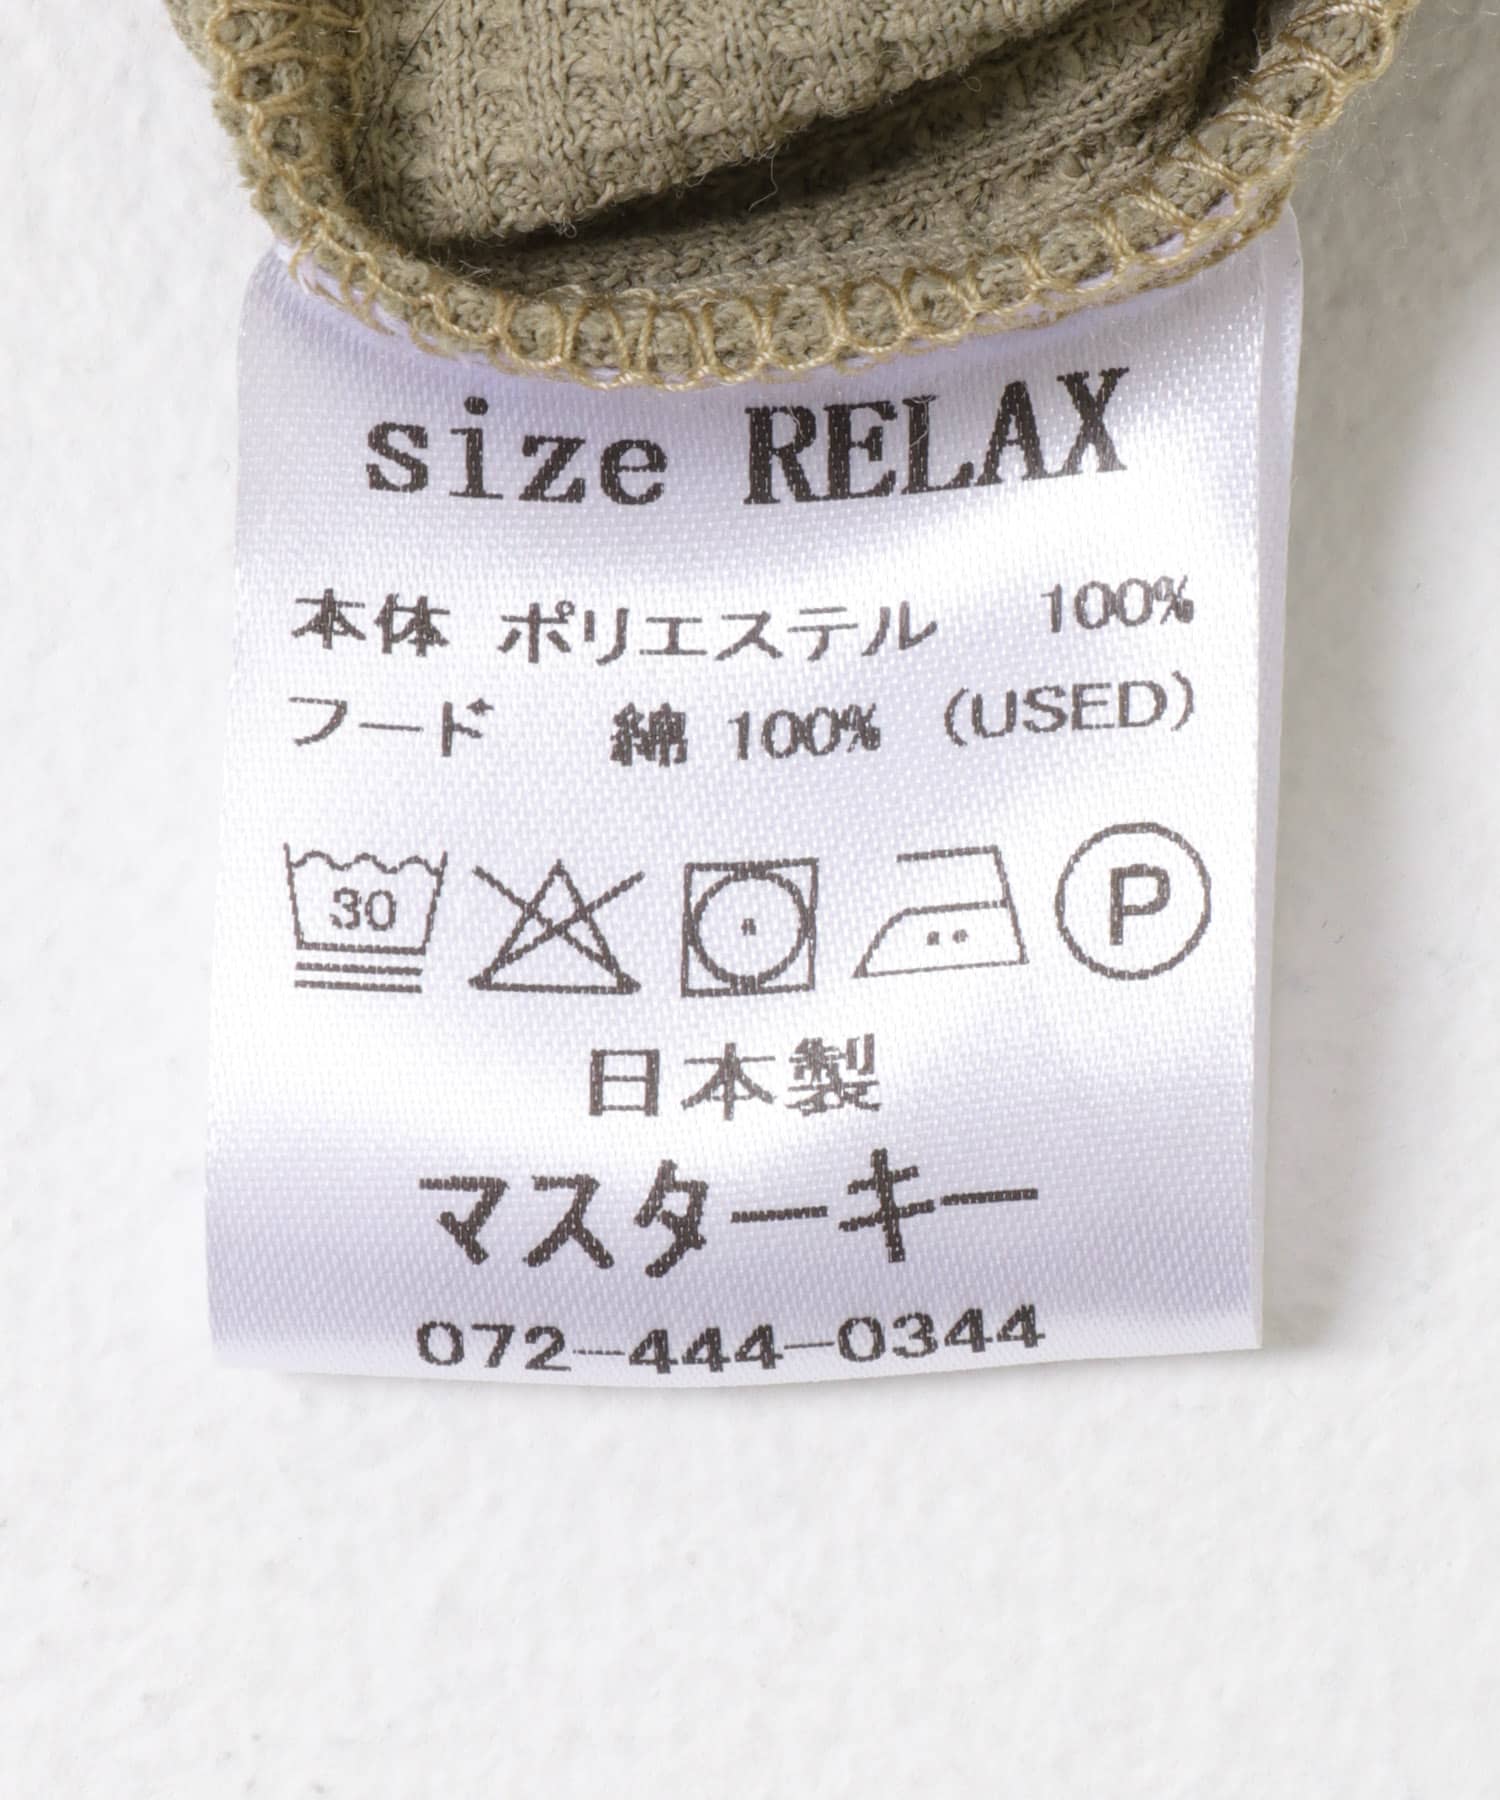 size RELAX
本体 ポリエステル 100%
フード 綿 100% (USED)
30 P
日本製
マスターキー
072-444-0344